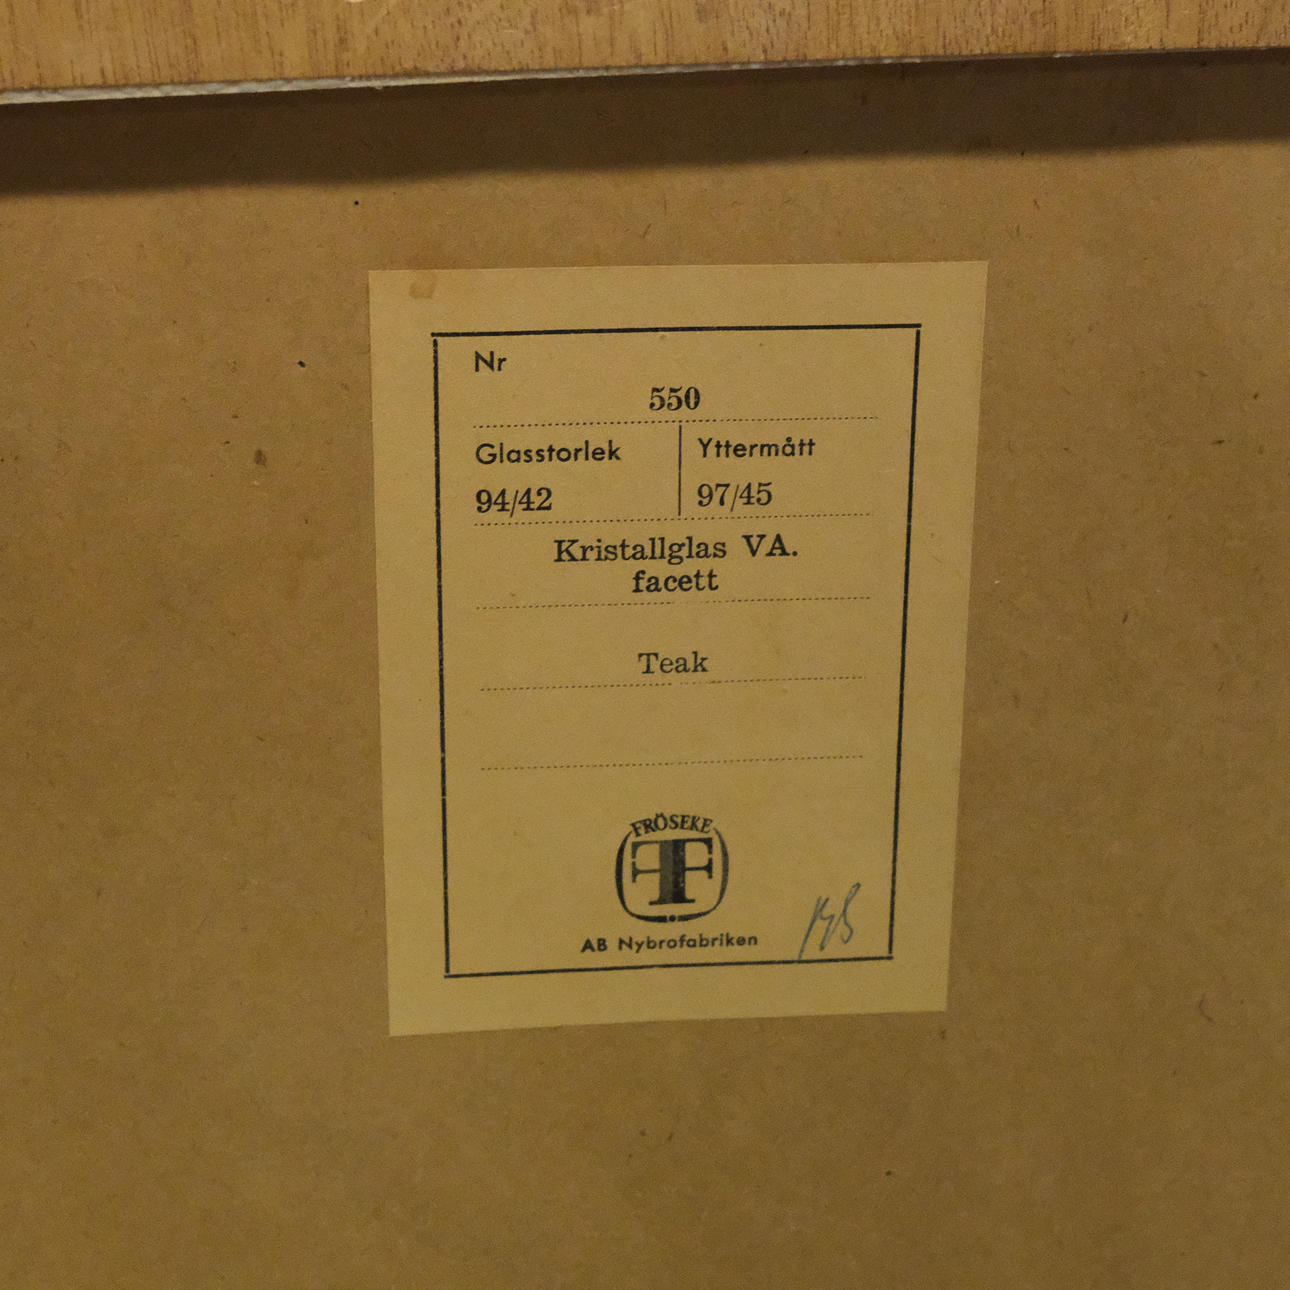 Nr
550
Glasstorlek
Yttermått
94/42
97/45
Kristallglas VA.
facett
Teak
FRÖSEKE
AB Nybrofabriken